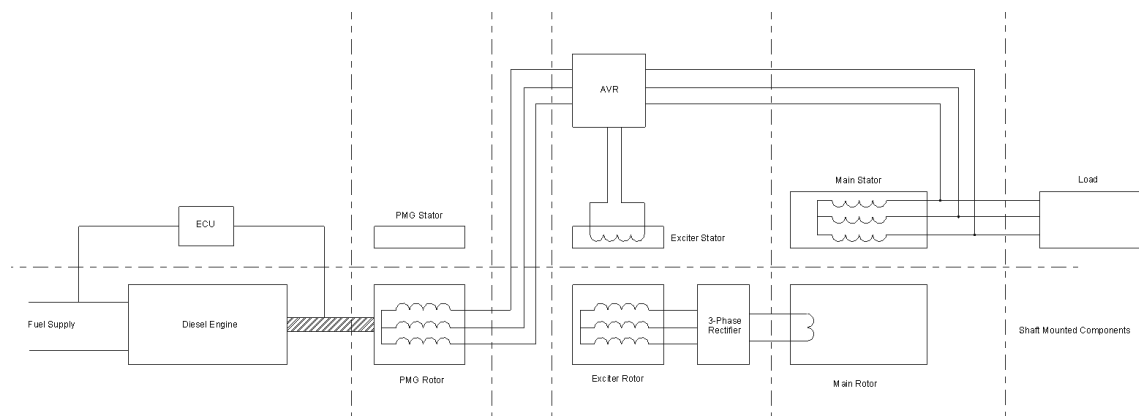 AVR
Main Stator
Load
ECU
PMG Stator
Exciter Stator
Fuel Supply
Diesel Engine
3-Phase
Rectifier
Shaft Mounted Components
PMG Rotor
Exciter Rotor
Main Rotor